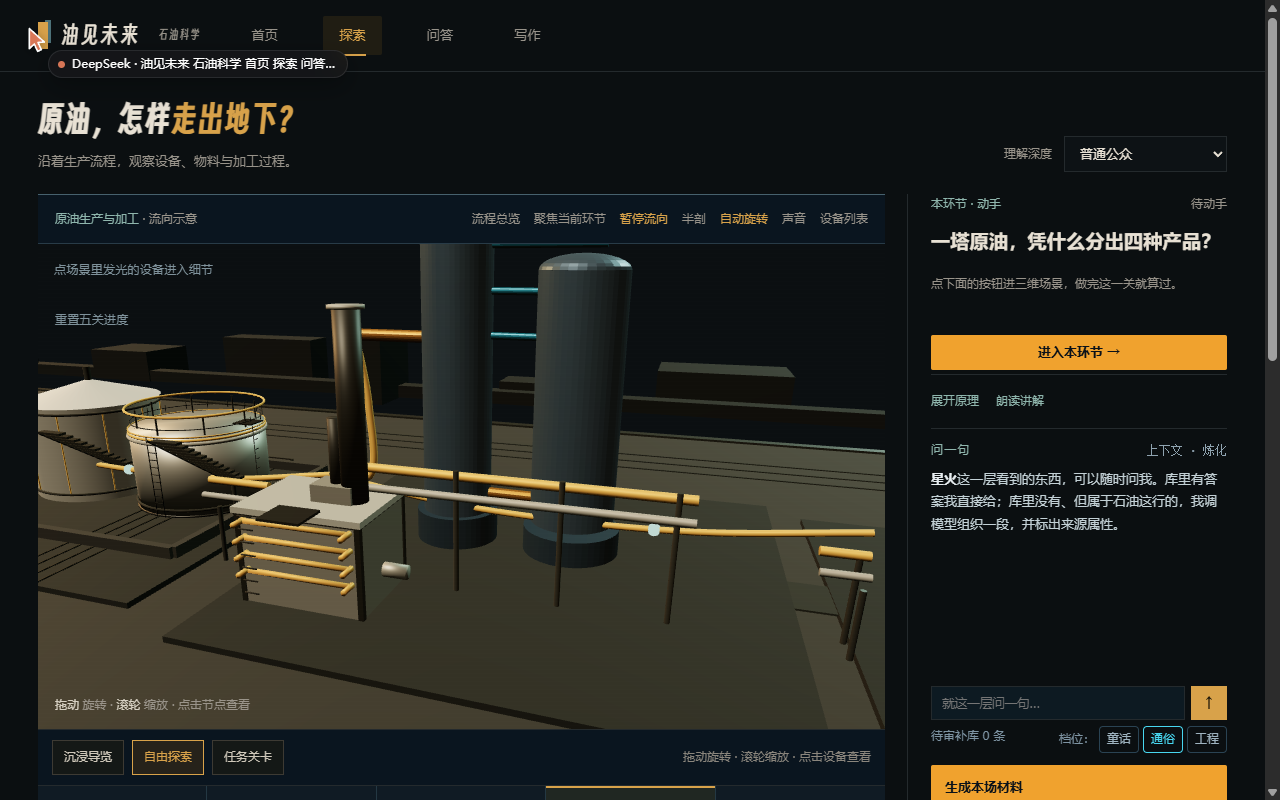 油见未来 石油科学 首页 探索 问答 写作
DeepSeek · 油见未来 石油科学 首页 探索 问答...
原油，怎样走出地下?
沿着生产流程，观察设备、物料与加工过程。
理解深度 普通公众
原油生产与加工 · 流向示意
流程总览 聚焦当前环节 暂停流向 半剖 自动旋转 声音 设备列表
点场景里发光的设备进入细节
重置五关进度
拖动 旋转 · 滚轮 缩放 · 点击节点查看
沉浸导览 自由探索 任务关卡
拖动旋转 · 滚轮缩放 · 点击设备查看
本环节 · 动手 待动手
一塔原油，凭什么分出四种产品?
点下面的按钮进三维场景，做完这一关就算过。
进入本环节 →
展开原理 朗读讲解
问一句 上下文 · 炼化
星火这一层看到的东西，可以随时问我。库里有答
案我直接给；库里没有、但属于石油这行的，我调
模型组织一段，并标出来源属性。
就这一层问一句... ↑
待审补库 0 条 档位： 童话 通俗 工程
生成本场材料